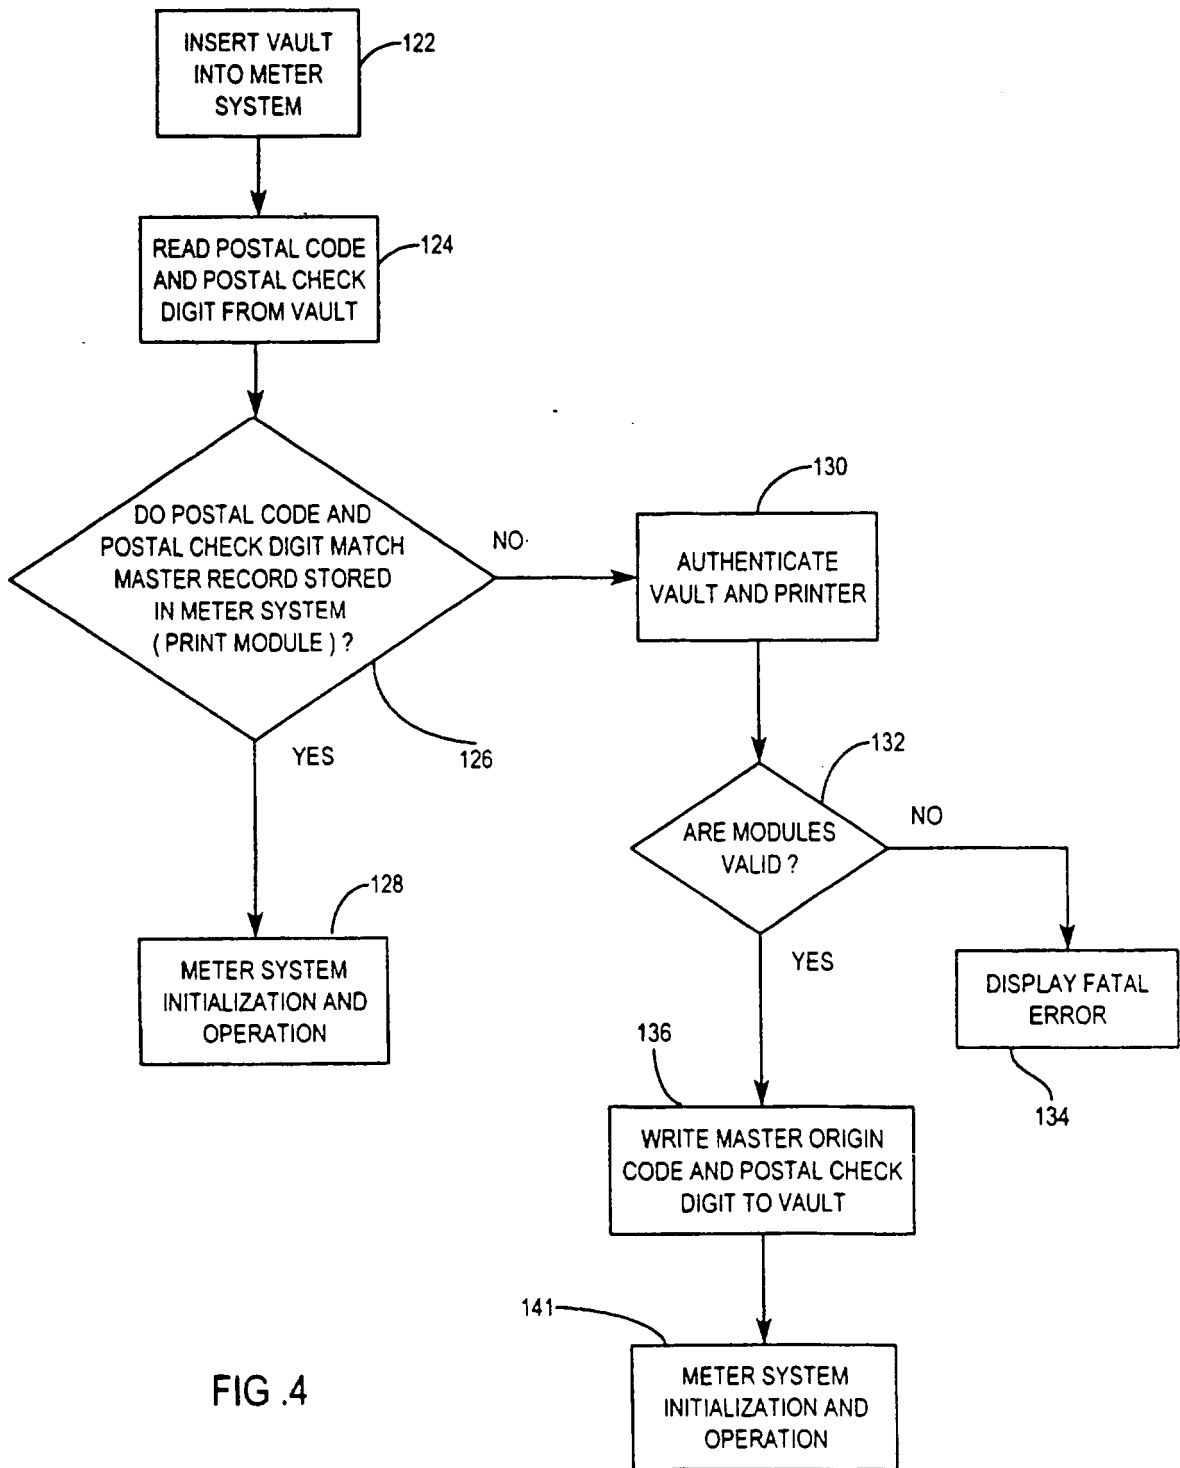 INSERT VAULT
INTO METER
SYSTEM
122
READ POSTAL CODE
AND POSTAL CHECK
DIGIT FROM VAULT
124
DO POSTAL CODE AND
POSTAL CHECK DIGIT MATCH
MASTER RECORD STORED
IN METER SYSTEM
( PRINT MODULE ) ?
126
NO
YES
130
AUTHENTICATE
VAULT AND PRINTER
132
ARE MODULES
VALID ?
NO
YES
128
METER SYSTEM
INITIALIZATION AND
OPERATION
DISPLAY FATAL
ERROR
134
136
WRITE MASTER ORIGIN
CODE AND POSTAL CHECK
DIGIT TO VAULT
141
METER SYSTEM
INITIALIZATION AND
OPERATION
FIG .4